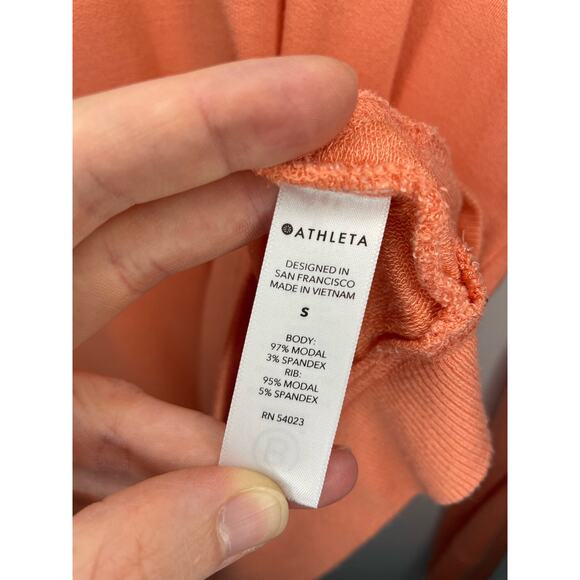 ATHLETA
DESIGNED IN
SAN FRANCISCO
MADE IN VIETNAM
S
BODY:
97% MODAL
3% SPANDEX
RIB:
95% MODAL
5% SPANDEX
RN 54023
B